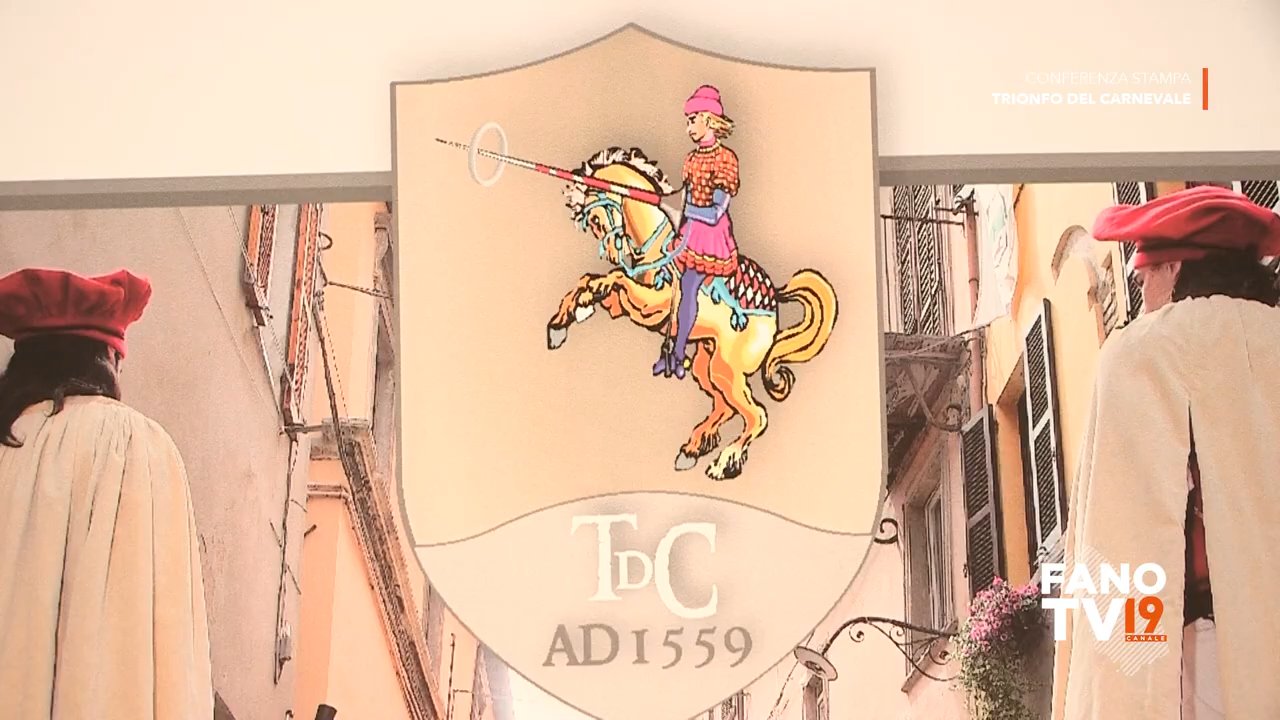 CONFERENZA STAMPA
TRIONFO DEL CARNEVALE
TDC
AD 1559
FANO
TV 19
CANALE